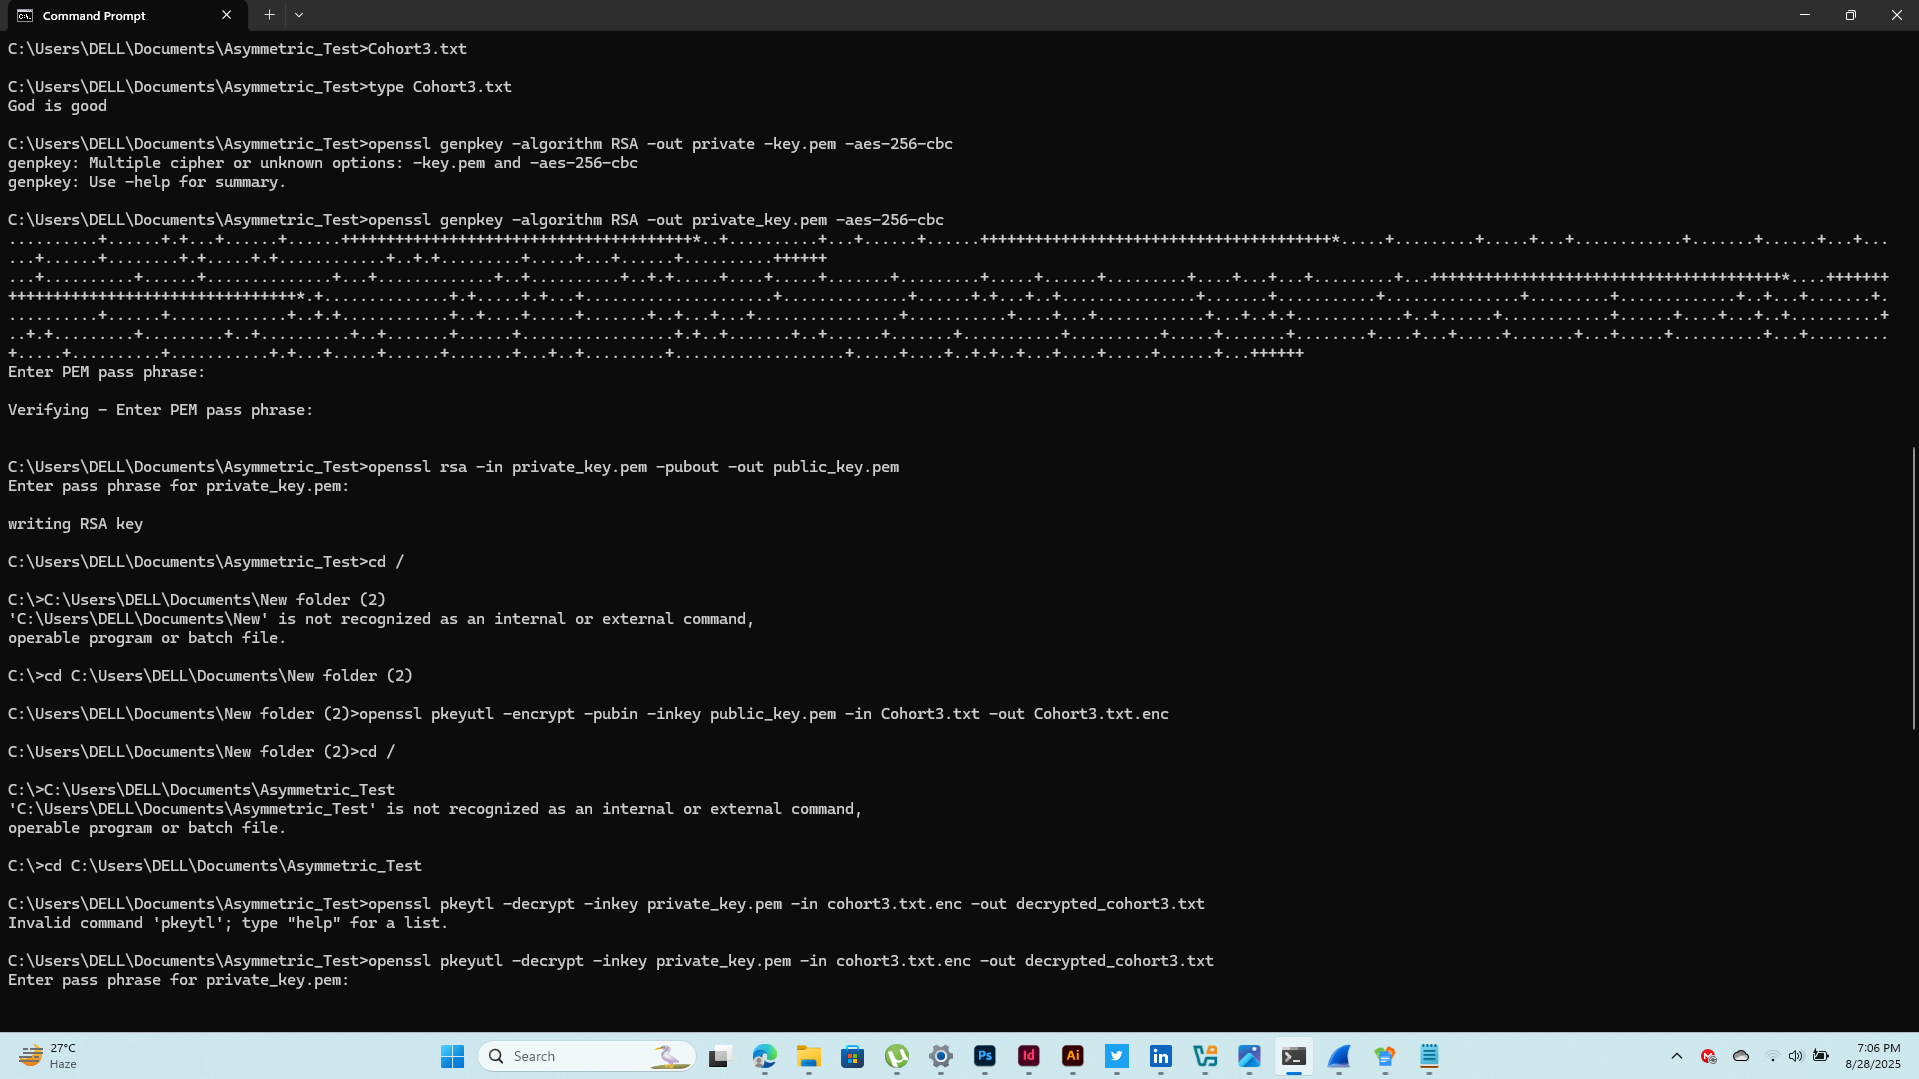 Command Prompt
C:\Users\DELL\Documents\Asymmetric_Test>Cohort3.txt
C:\Users\DELL\Documents\Asymmetric_Test>type Cohort3.txt
God is good
C:\Users\DELL\Documents\Asymmetric_Test>openssl genpkey -algorithm RSA -out private -key.pem -aes-256-cbc
genpkey: Multiple cipher or unknown options: -key.pem and -aes-256-cbc
genpkey: Use -help for summary.
C:\Users\DELL\Documents\Asymmetric_Test>openssl genpkey -algorithm RSA -out private_key.pem -aes-256-cbc
Enter PEM pass phrase:
Verifying - Enter PEM pass phrase:
C:\Users\DELL\Documents\Asymmetric_Test>openssl rsa -in private_key.pem -pubout -out public_key.pem
Enter pass phrase for private_key.pem:
writing RSA key
C:\Users\DELL\Documents\Asymmetric_Test>cd /
C:\>C:\Users\DELL\Documents\New folder (2)
'C:\Users\DELL\Documents\New' is not recognized as an internal or external command,
operable program or batch file.
C:\>cd C:\Users\DELL\Documents\New folder (2)
C:\Users\DELL\Documents\New folder (2)>openssl pkeyutl -encrypt -pubin -inkey public_key.pem -in Cohort3.txt -out Cohort3.txt.enc
C:\Users\DELL\Documents\New folder (2)>cd /
C:\>C:\Users\DELL\Documents\Asymmetric_Test
'C:\Users\DELL\Documents\Asymmetric_Test' is not recognized as an internal or external command,
operable program or batch file.
C:\>cd C:\Users\DELL\Documents\Asymmetric_Test
C:\Users\DELL\Documents\Asymmetric_Test>openssl pkeytl -decrypt -inkey private_key.pem -in cohort3.txt.enc -out decrypted_cohort3.txt
Invalid command 'pkeytl'; type "help" for a list.
C:\Users\DELL\Documents\Asymmetric_Test>openssl pkeyutl -decrypt -inkey private_key.pem -in cohort3.txt.enc -out decrypted_cohort3.txt
Enter pass phrase for private_key.pem:
27°C
Haze
Search
Ps
Id
Ai
in
7:06 PM
8/28/2025